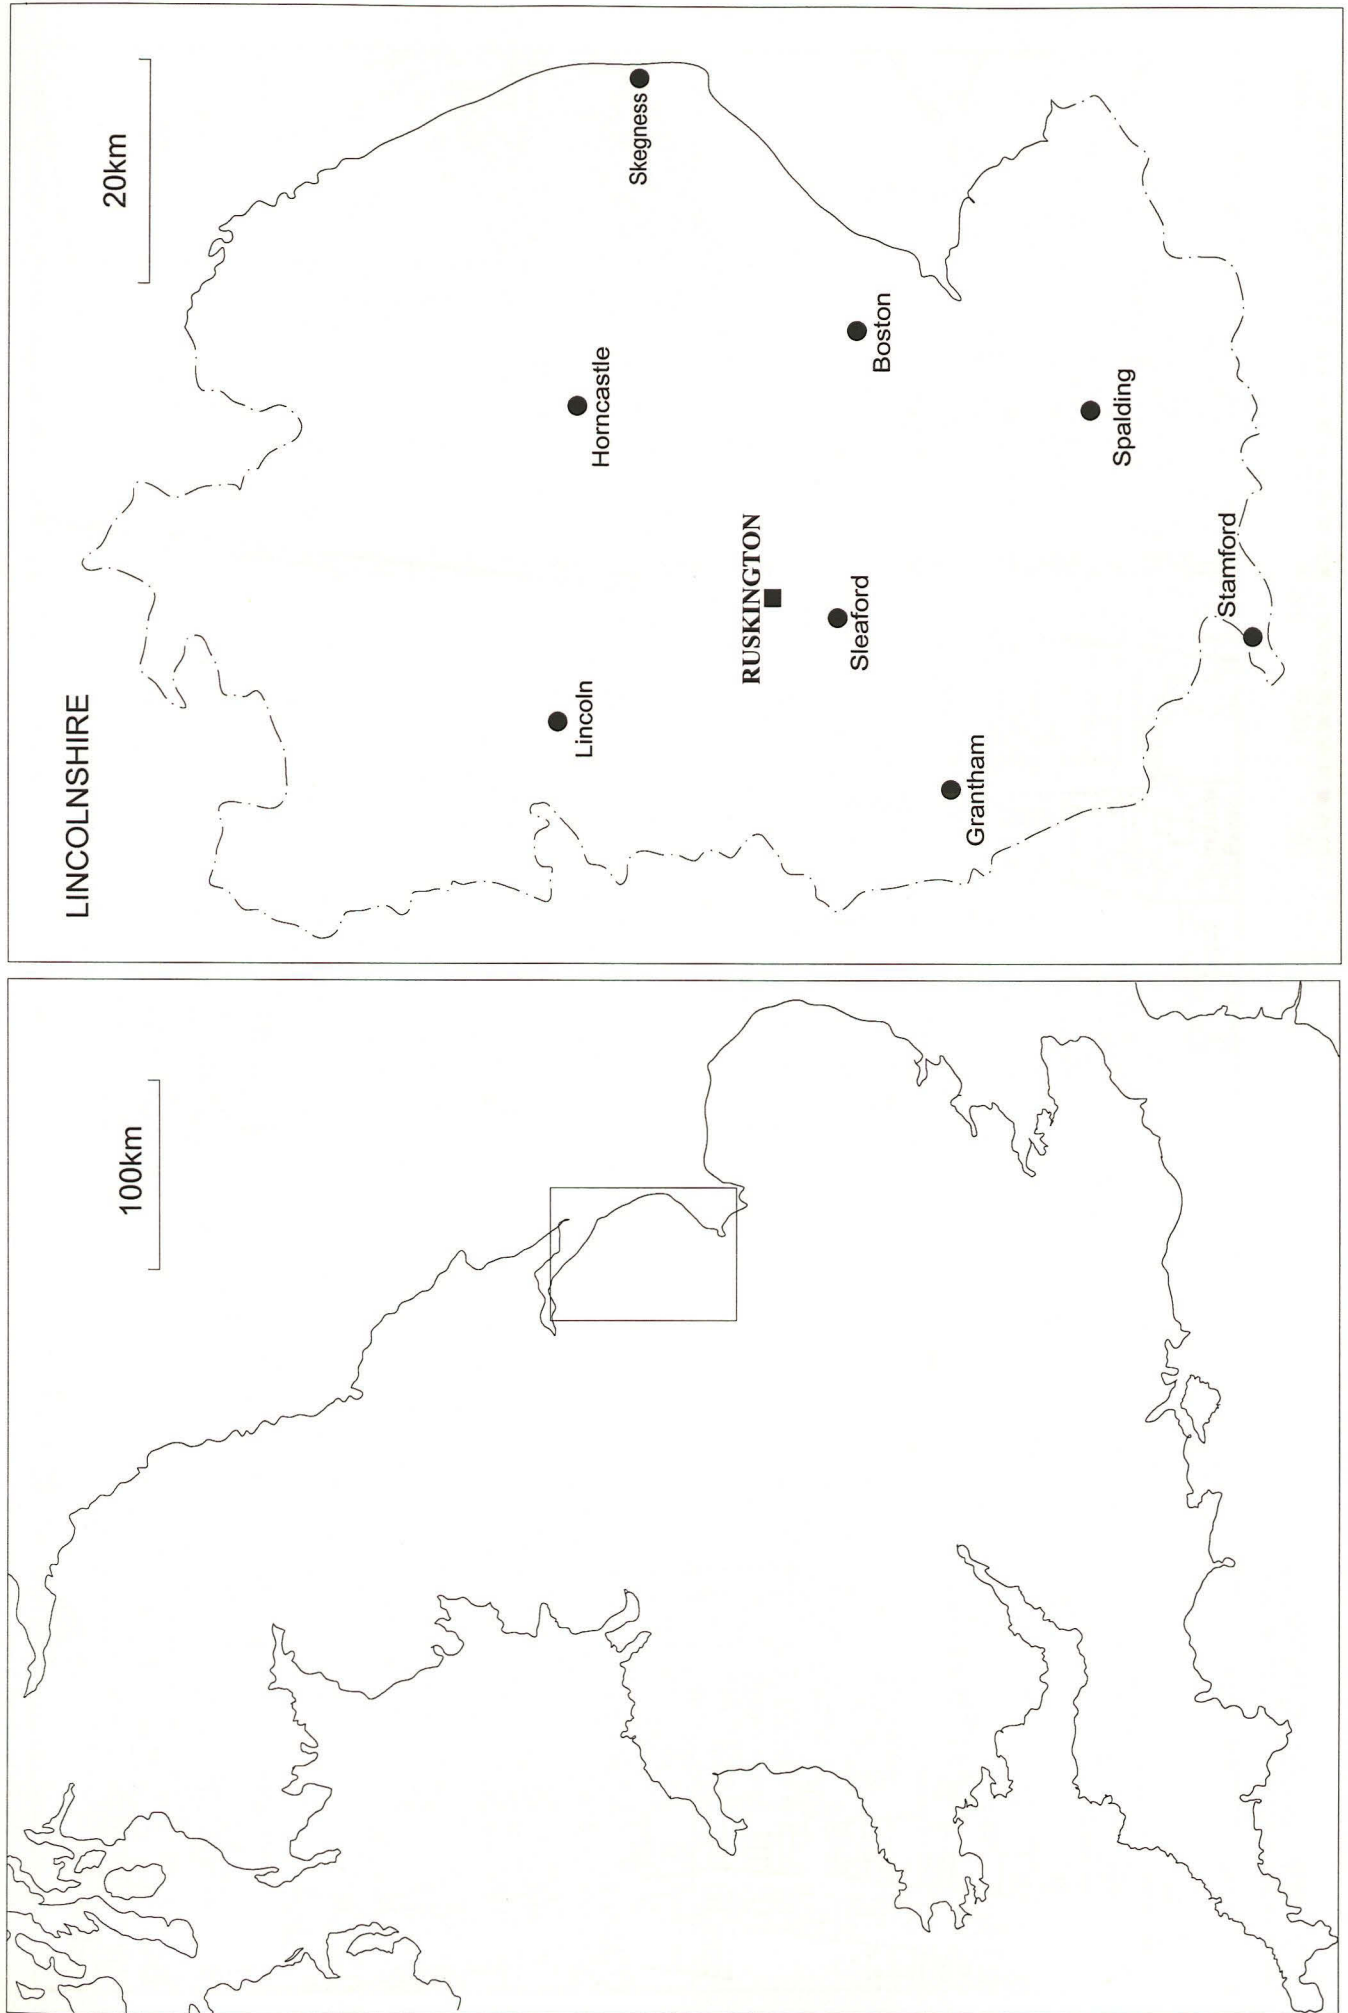 100km
LINCOLNSHIRE
20km
Lincoln
Horncastle
Skegness
RUSKINGTON
Sleaford
Boston
Grantham
Spalding
Stamford